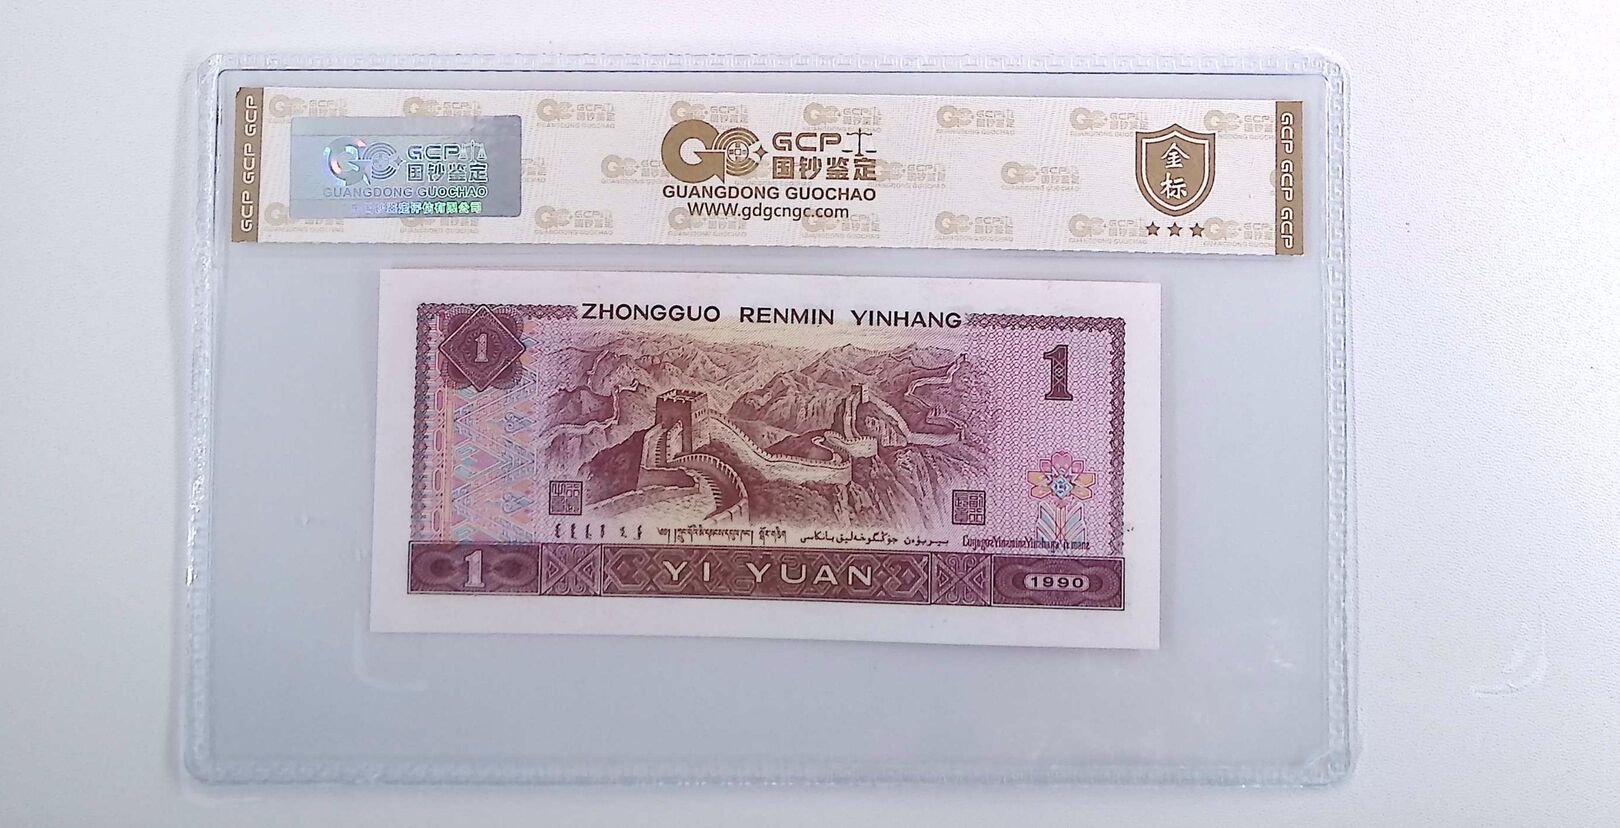 GCP GCP GCP
GCP
国钞鉴定
GUANGDONG GUOCHAO
GCP
国钞鉴定
GUANGDONG GUOCHAO
WWW.gdgcngc.com
金标
GCP GCP GCP
ZHONGGUO RENMIN YINHANG
1
1
1
YI YUAN
1990